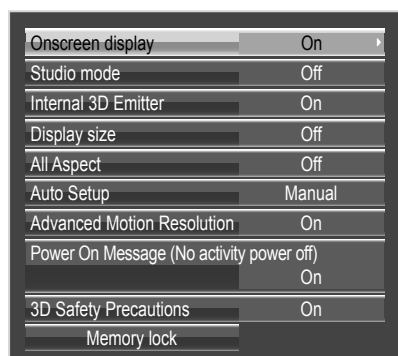 Onscreen display On
Studio mode Off
Internal 3D Emitter On
Display size Off
All Aspect Off
Auto Setup Manual
Advanced Motion Resolution On
Power On Message (No activity power off)
On
3D Safety Precautions On
Memory lock